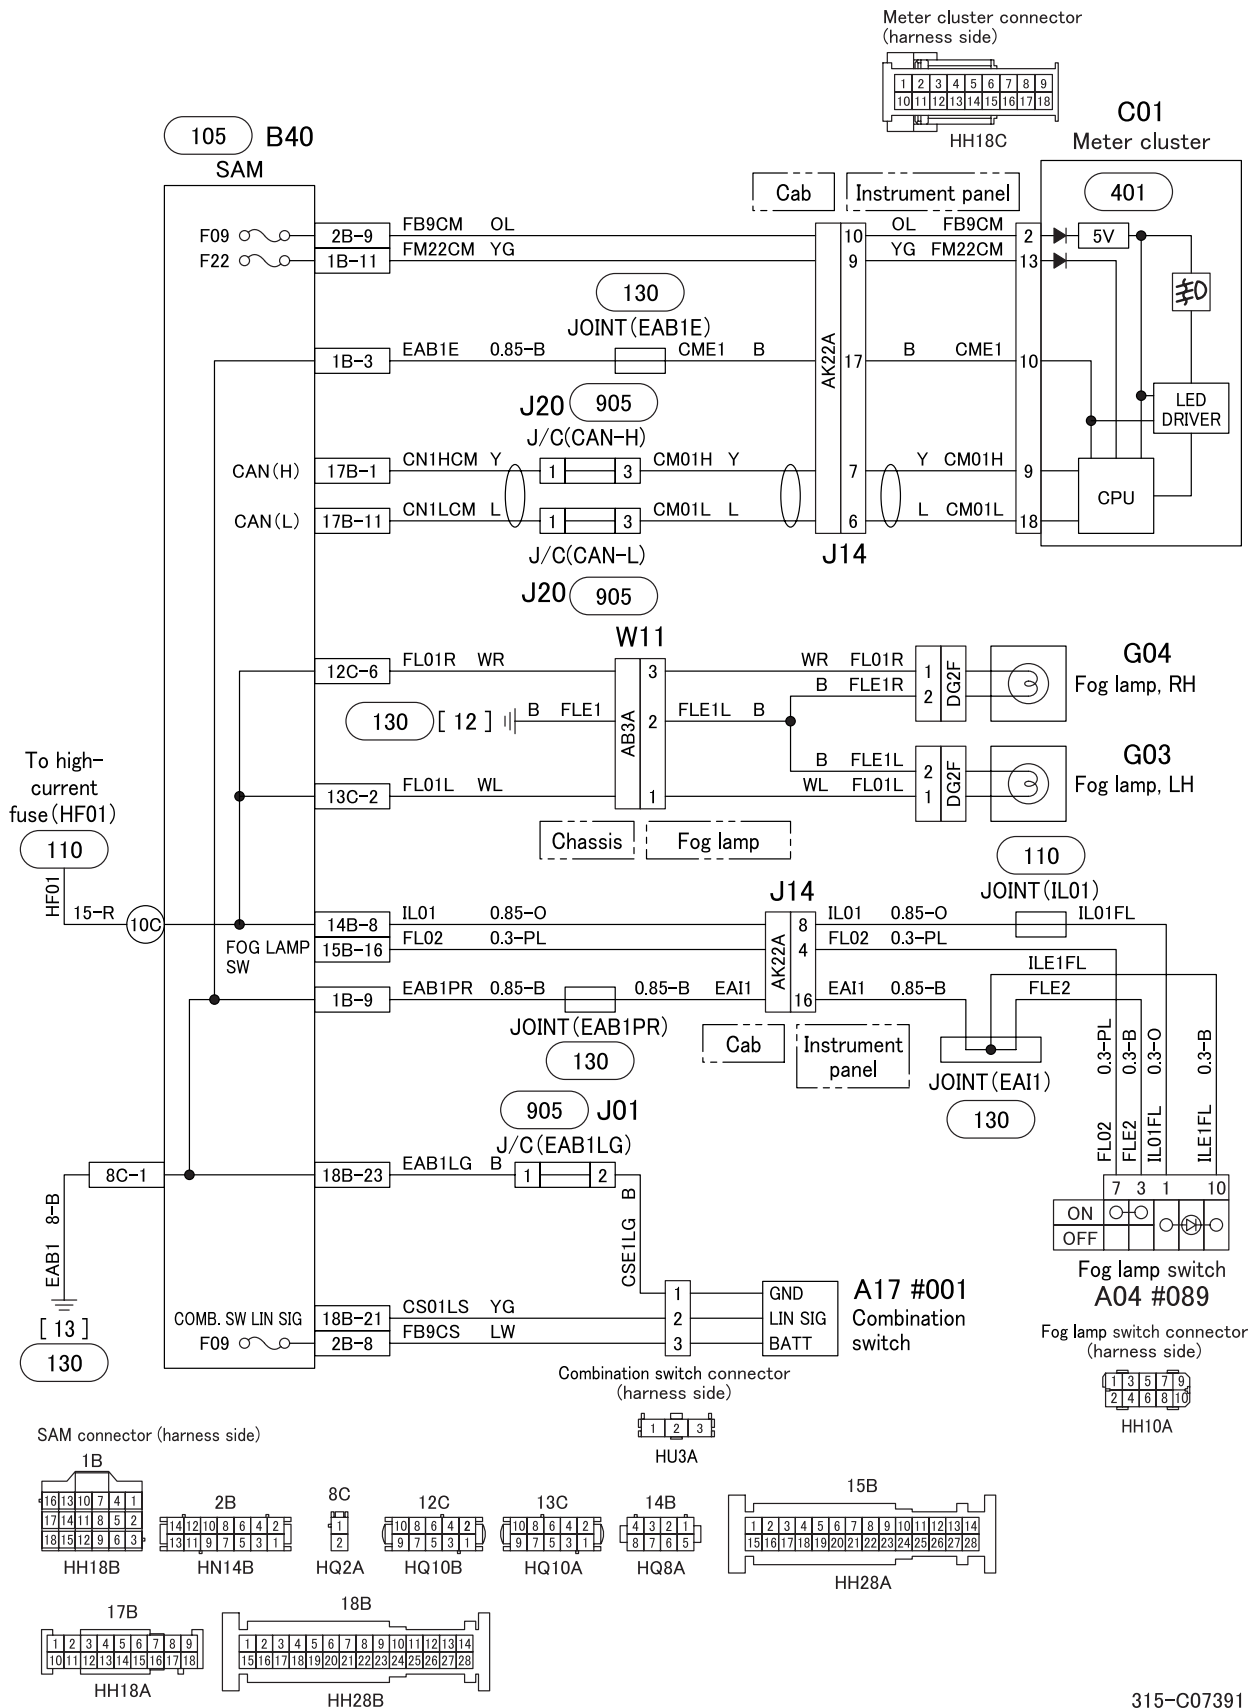 Meter cluster connector
(harness side)
1 2 3 4 5 6 7 8 9
10 11 12 13 14 15 16 17 18
HH18C
C01
Meter cluster
105 B40
SAM
Cab Instrument panel
401
F09 2B-9 FB9CM OL 10 OL FB9CM 2 5V
F22 1B-11 FM22CM YG 9 YG FM22CM 13
130
JOINT(EAB1E)
1B-3 EAB1E 0.85-B CME1 B AK22A 17 B CME1 10
LED
DRIVER
J20 905
J/C(CAN-H)
CAN(H) 17B-1 CN1HCM Y 1 3 CM01H Y 7 Y CM01H 9
CPU
CAN(L) 17B-11 CN1LCM L 1 3 CM01L L 6 L CM01L 18
J/C(CAN-L)
J14
J20 905
W11
12C-6 FL01R WR 3 WR FL01R 1 DG2F
G04
Fog lamp, RH
B FLE1R 2
130 [ 12 ] B FLE1 AB3A 2 FLE1L B
B FLE1L 2 DG2F
G03
Fog lamp, LH
13C-2 FL01L WL 1 WL FL01L 1
To high-
current
fuse(HF01)
110
HF01
15-R
10C
Chassis Fog lamp
110
JOINT(IL01)
J14
14B-8 IL01 0.85-O 8 IL01 0.85-O IL01FL
FOG LAMP
SW
15B-16 FL02 0.3-PL AK22A 4 FL02 0.3-PL
ILE1FL
1B-9 EAB1PR 0.85-B 0.85-B EAI1 16 EAI1 0.85-B FLE2
JOINT(EAB1PR)
130
Cab Instrument
panel
JOINT(EAI1)
130
FL02 0.3-PL
FLE2 0.3-B
IL01FL 0.3-O
ILE1FL 0.3-B
905 J01
J/C(EAB1LG)
8C-1 18B-23 EAB1LG B 1 2
7 3 1 10
ON
OFF
Fog lamp switch
A04 #089
EAB1 8-B
[ 13 ]
130
CSE1LG B
1 GND
COMB. SW LIN SIG 18B-21 CS01LS YG 2 LIN SIG
F09 2B-8 FB9CS LW 3 BATT
A17 #001
Combination
switch
Fog lamp switch connector
(harness side)
1 3 5 7 9
2 4 6 8 10
HH10A
Combination switch connector
(harness side)
1 2 3
HU3A
SAM connector (harness side)
1B
16 13 10 7 4 1
17 14 11 8 5 2
18 15 12 9 6 3
HH18B
2B
14 12 10 8 6 4 2
13 11 9 7 5 3 1
HN14B
8C
1
2
HQ2A
12C
10 8 6 4 2
9 7 5 3 1
HQ10B
13C
10 8 6 4 2
9 7 5 3 1
HQ10A
14B
4 3 2 1
8 7 6 5
HQ8A
15B
1 2 3 4 5 6 7 8 9 10 11 12 13 14
15 16 17 18 19 20 21 22 23 24 25 26 27 28
HH28A
17B
1 2 3 4 5 6 7 8 9
10 11 12 13 14 15 16 17 18
HH18A
18B
1 2 3 4 5 6 7 8 9 10 11 12 13 14
15 16 17 18 19 20 21 22 23 24 25 26 27 28
HH28B
315-C07391